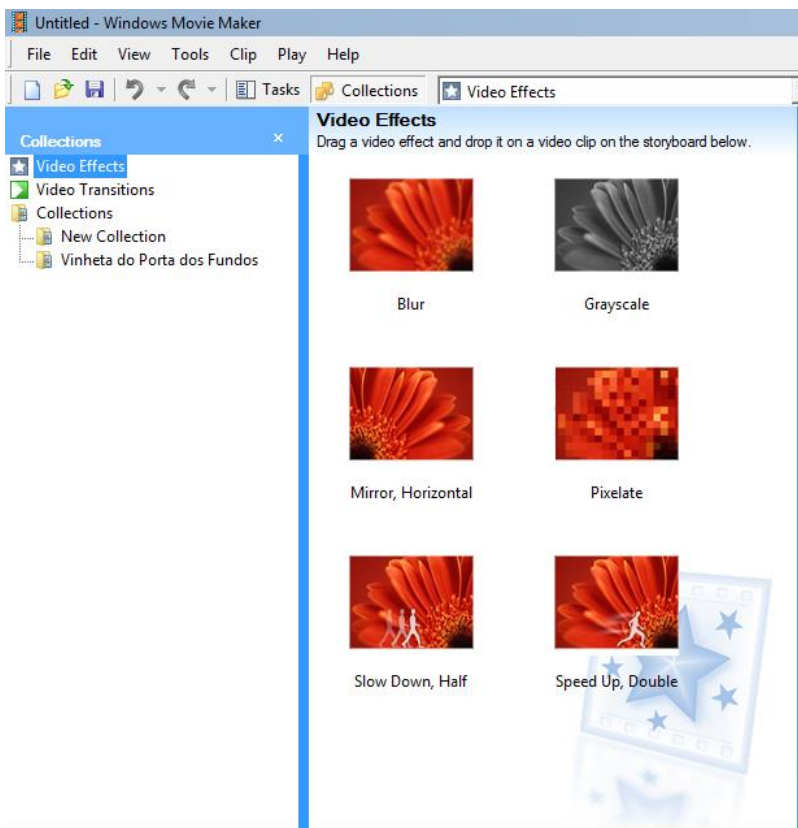 Untitled - Windows Movie Maker
File Edit View Tools Clip Play Help
Tasks Collections Video Effects
Collections ×
Video Effects
Video Transitions
Collections
New Collection
Vinheta do Porta dos Fundos
Video Effects
Drag a video effect and drop it on a video clip on the storyboard below.
Blur Grayscale
Mirror, Horizontal Pixelate
Slow Down, Half Speed Up, Double